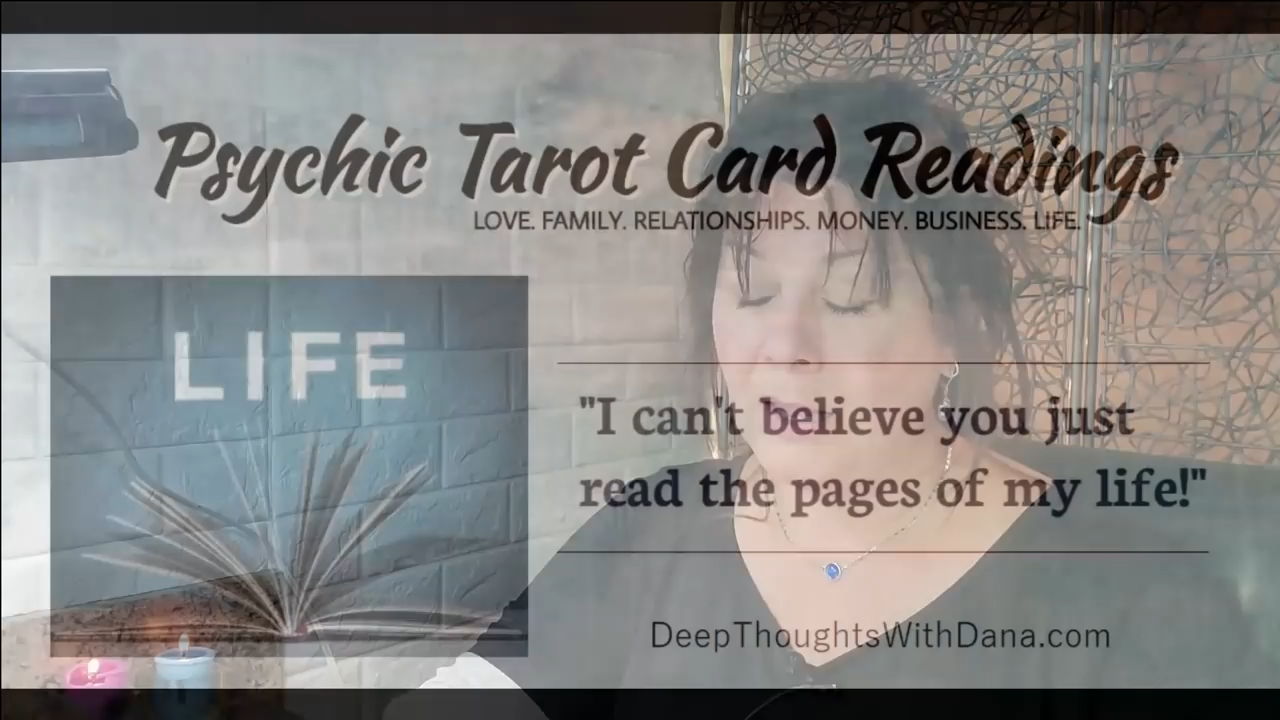 Psychic Tarot Card Readings
LOVE. FAMILY. RELATIONSHIPS. MONEY. BUSINESS. LIFE.
LIFE
"I can't believe you just
read the pages of my life!"
DeepThoughtsWithDana.com